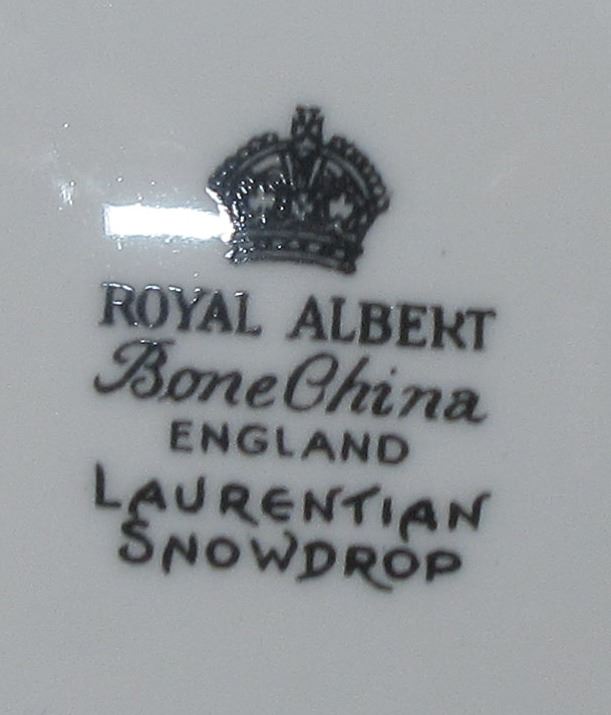 ROYAL ALBERT
Bone China
ENGLAND
LAURENTIAN
SNOWDROP